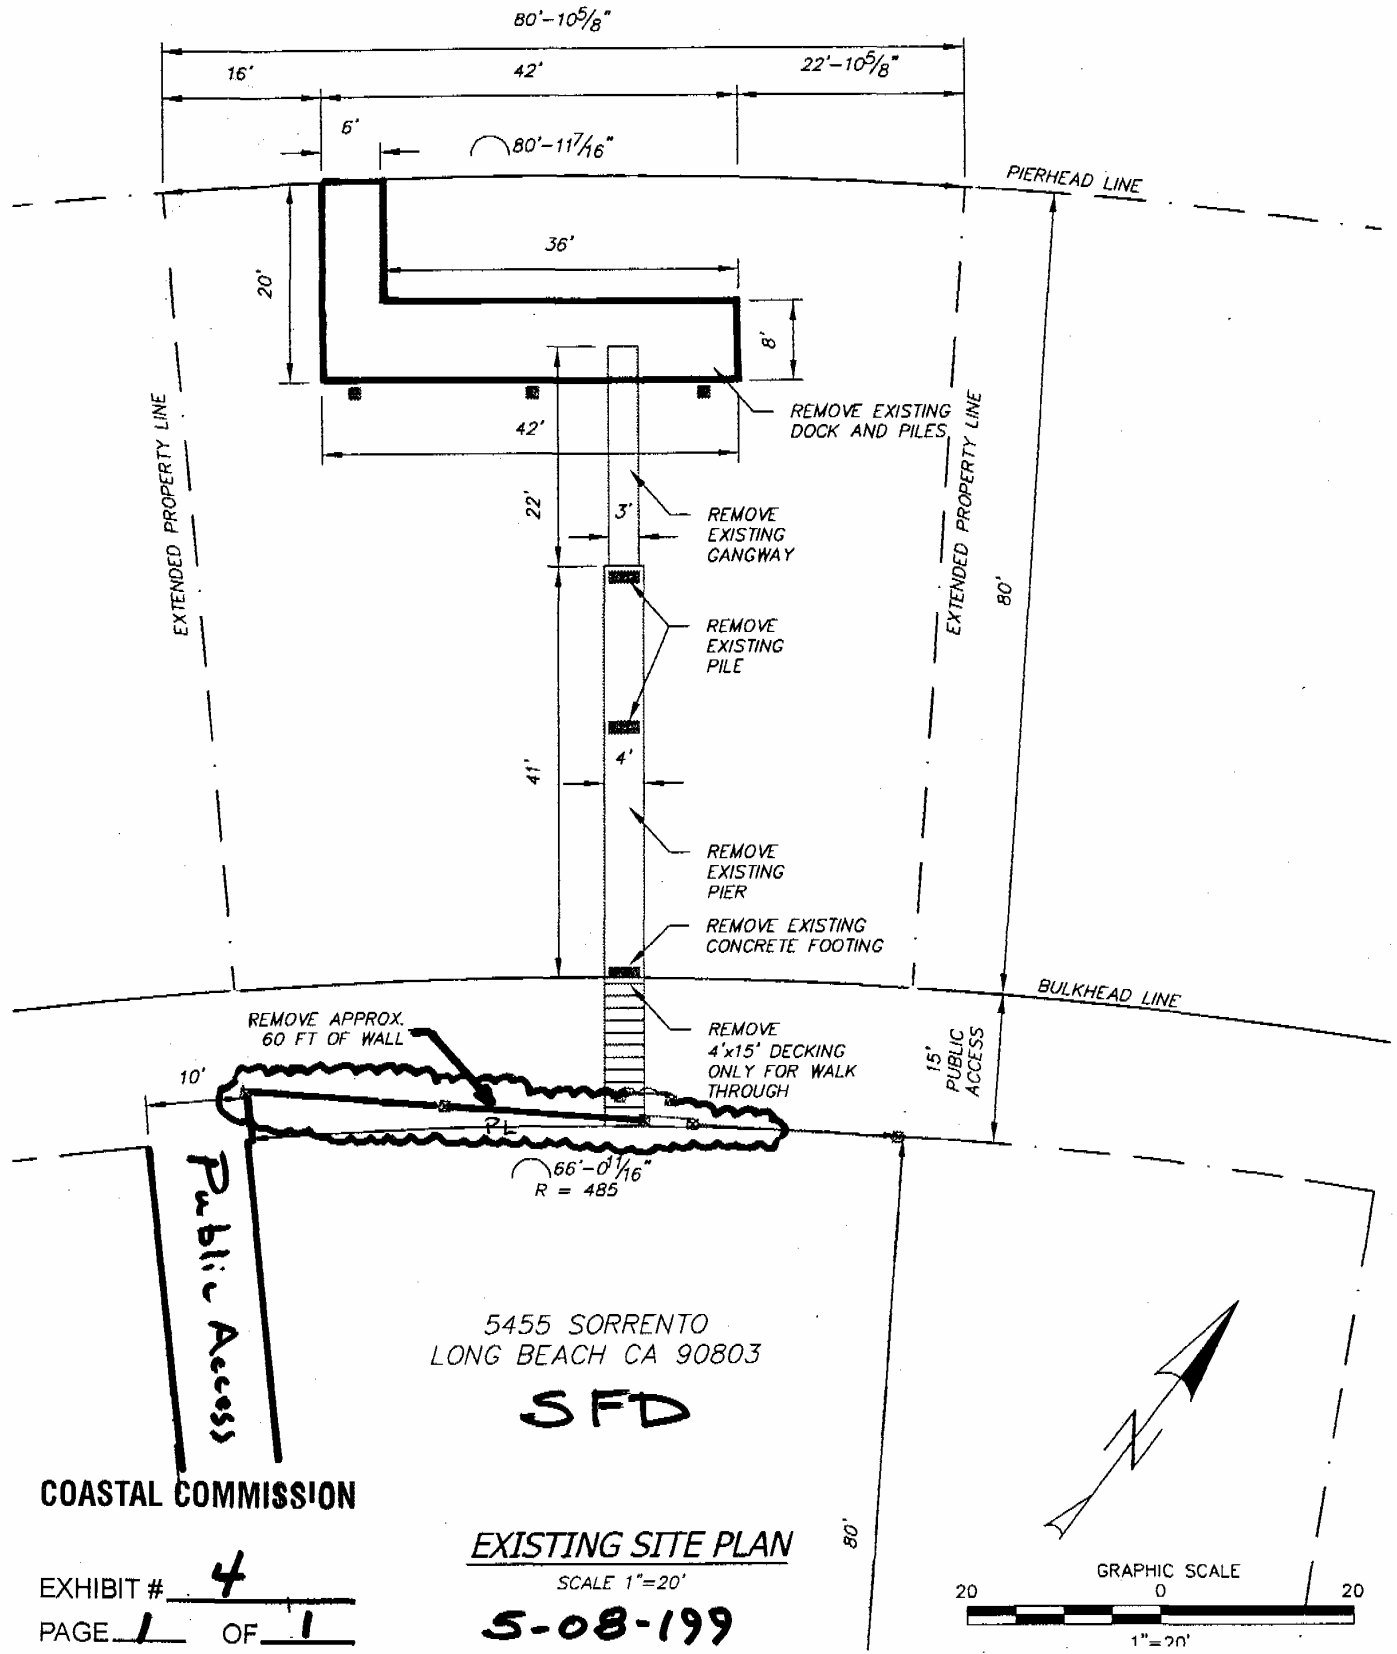 80'-10 5/8"
16'
42'
22'-10 5/8"
6'
80'-11 7/16"
PIERHEAD LINE
36'
20'
8'
REMOVE EXISTING
DOCK AND PILES
42'
EXTENDED PROPERTY LINE
EXTENDED PROPERTY LINE
22'
3'
REMOVE
EXISTING
GANGWAY
80'
REMOVE
EXISTING
PILE
41'
4'
REMOVE
EXISTING
PIER
REMOVE EXISTING
CONCRETE FOOTING
BULKHEAD LINE
REMOVE APPROX.
60 FT OF WALL
REMOVE
4'x15' DECKING
ONLY FOR WALK
THROUGH
15'
PUBLIC
ACCESS
10'
PL
66'-0 11/16"
R = 485'
Public Access
5455 SORRENTO
LONG BEACH CA 90803
SFD
N
COASTAL COMMISSION
EXHIBIT # 4
PAGE 1 OF 1
EXISTING SITE PLAN
SCALE 1"=20'
5-08-199
80'
GRAPHIC SCALE
20 0 20
1"=20'